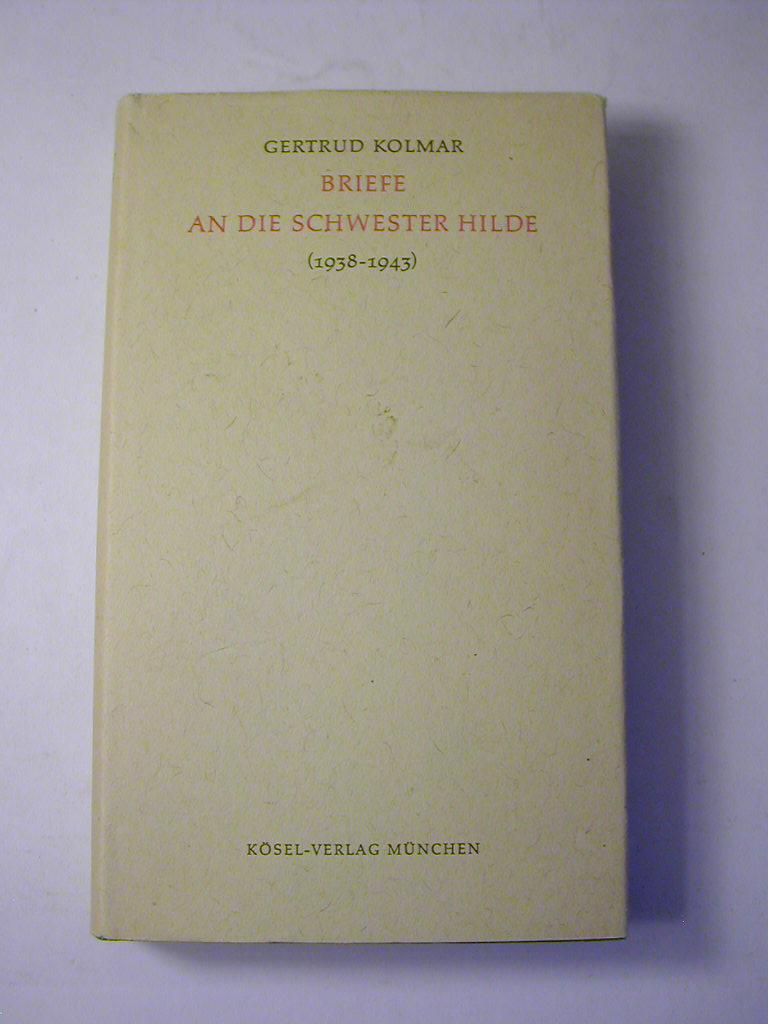 GERTRUD KOLMAR
BRIEFE
AN DIE SCHWESTER HILDE
(1938-1943)
KÖSEL-VERLAG MÜNCHEN